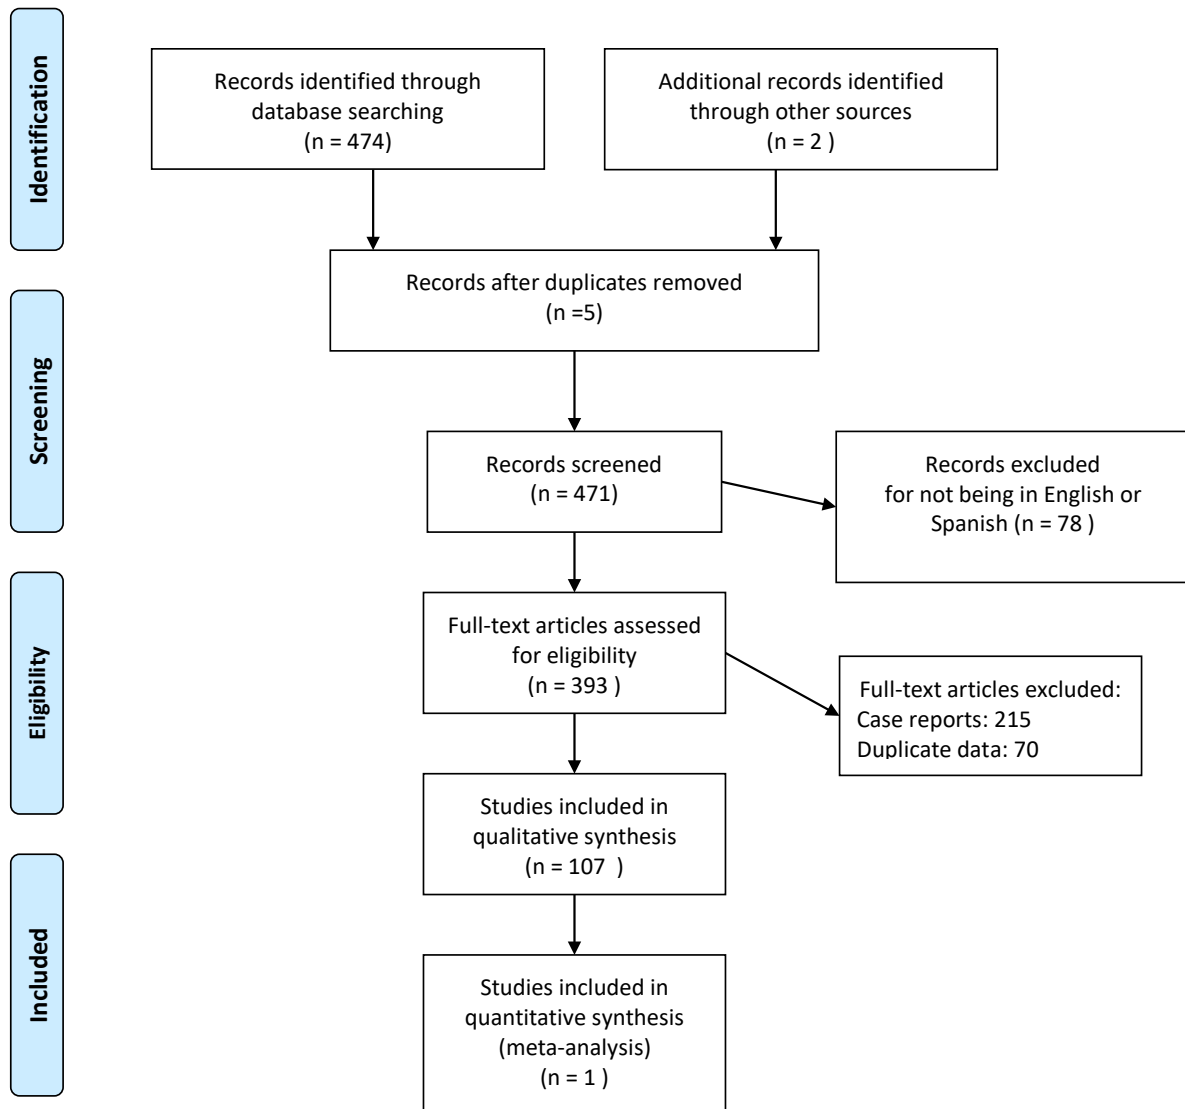 Identification
Records identified through
database searching
(n = 474)
Additional records identified
through other sources
(n = 2 )
Records after duplicates removed
(n =5)
Screening
Records screened
(n = 471)
Records excluded
for not being in English or
Spanish (n = 78 )
Eligibility
Full-text articles assessed
for eligibility
(n = 393 )
Full-text articles excluded:
Case reports: 215
Duplicate data: 70
Studies included in
qualitative synthesis
(n = 107 )
Included
Studies included in
quantitative synthesis
(meta-analysis)
(n = 1 )